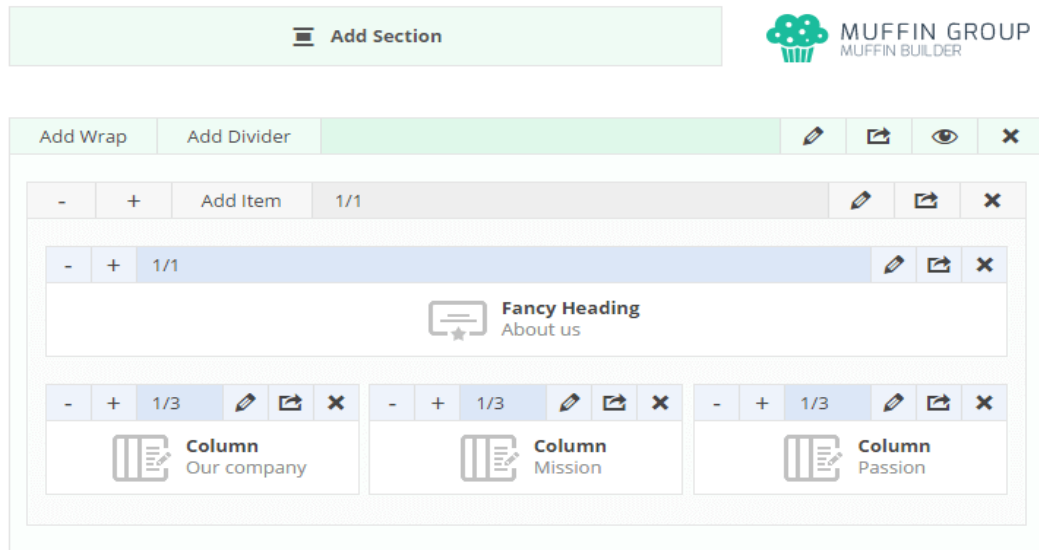 Add Section
MUFFIN GROUP
MUFFIN BUILDER
Add Wrap Add Divider
- + Add Item 1/1
- + 1/1
Fancy Heading
About us
- + 1/3 - + 1/3 - + 1/3
Column Column Column
Our company Mission Passion